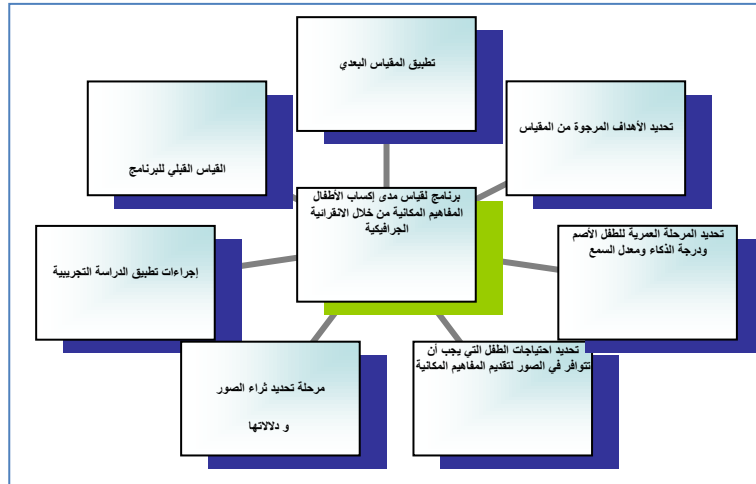 تطبيق المقياس البعدي
تحديد الأهداف المرجوة من المقياس
القياس القبلي للبرنامج
برنامج لقياس مدى إكساب الأطفال
المفاهيم المكانية من خلال الانقرائية
الجرافيكية
تحديد المرحلة العمرية للطفل الأصم
ودرجة الذكاء ومعدل السمع
إجراءات تطبيق الدراسة التجريبية
تحديد احتياجات الطفل التي يجب أن
تتوافر في الصور لتقديم المفاهيم المكانية
مرحلة تحديد ثراء الصور
و دلالاتها